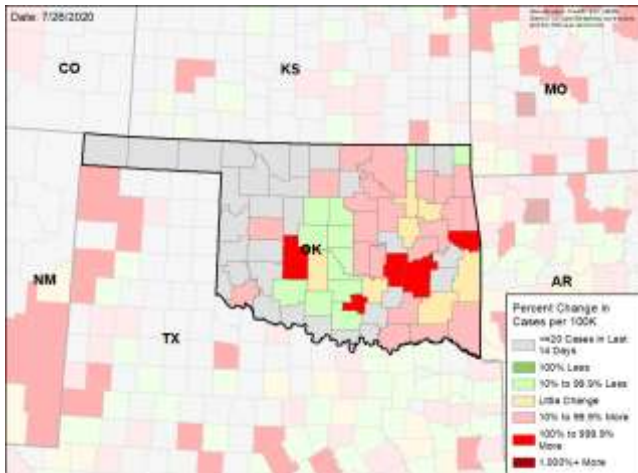 Date: 7/28/2020
CO
KS
MO
OK
NM
TX
AR
Percent Change in
Cases per 100K
<=20 Cases in Last
14 Days
100% Less
10% to 99.9% Less
Little Change
10% to 99.9% More
100% to 999.9%
More
1,000%+ More